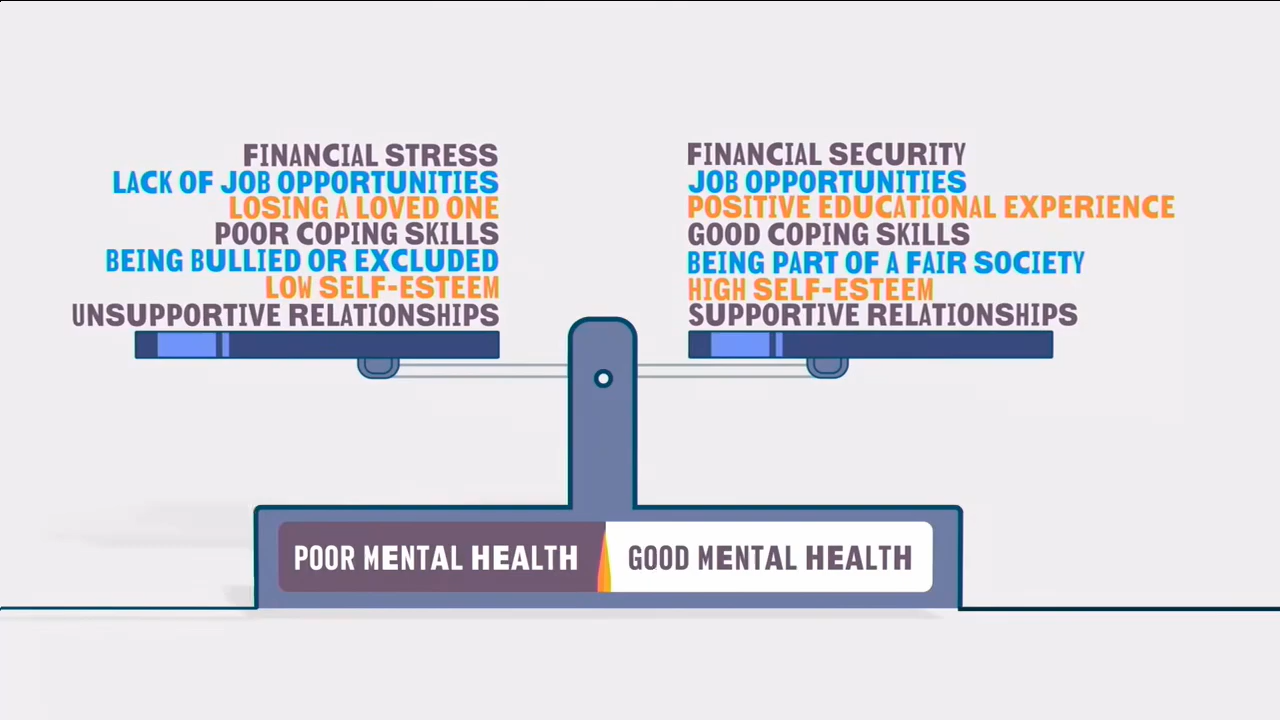 FINANCIAL STRESS
LACK OF JOB OPPORTUNITIES
LOSING A LOVED ONE
POOR COPING SKILLS
BEING BULLIED OR EXCLUDED
LOW SELF-ESTEEM
UNSUPPORTIVE RELATIONSHIPS
FINANCIAL SECURITY
JOB OPPORTUNITIES
POSITIVE EDUCATIONAL EXPERIENCE
GOOD COPING SKILLS
BEING PART OF A FAIR SOCIETY
HIGH SELF-ESTEEM
SUPPORTIVE RELATIONSHIPS
POOR MENTAL HEALTH
GOOD MENTAL HEALTH